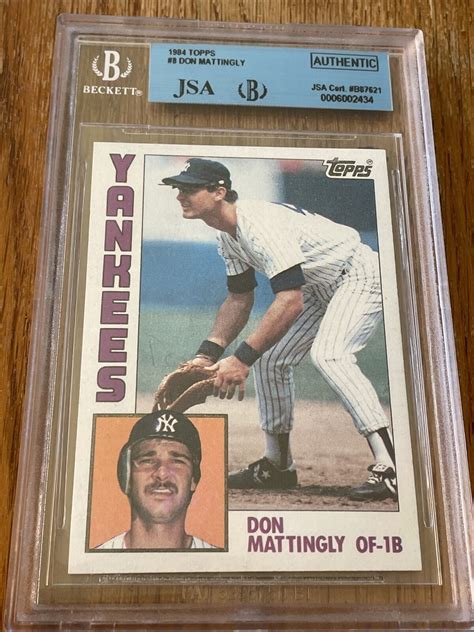 B
BECKETT®
1984 TOPPS
#8 DON MATTINGLY
JSA B
AUTHENTIC
JSA Cert. #B87621
0006002434
Topps
YANKEES
NY
DON
MATTINGLY OF-1B